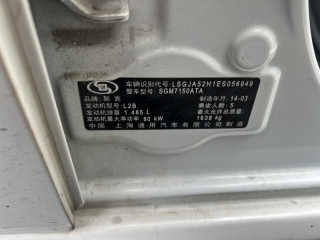 车辆识别代号 LSGJA52H1ES056949
整车型号 SGM7150ATA
品牌 别克 制造年月 14-03
发动机型号 L2B 乘坐人数 5
发动机排量 1.485 L 最大允许总质量
发动机最大净功率 80 kW 1638 kg
中国 上海通用汽车有限公司 制造